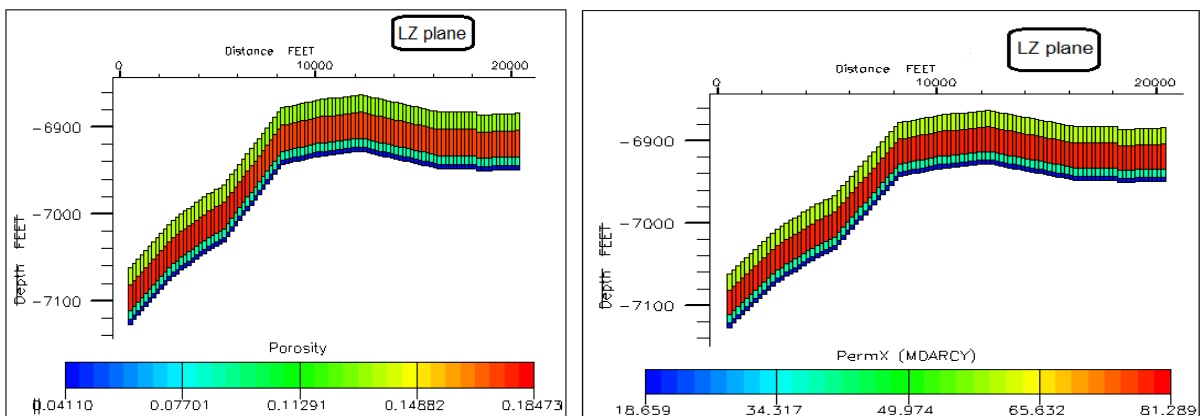 LZ plane
Distance FEET
0 10000 20000
-6900
-7000
-7100
Depth FEET
Porosity
0.04110 0.07701 0.11291 0.14882 0.18473
LZ plane
Distance FEET
0 10000 20000
-6900
-7000
-7100
Depth FEET
PermX (MDARCY)
18.659 34.317 49.974 65.632 81.289